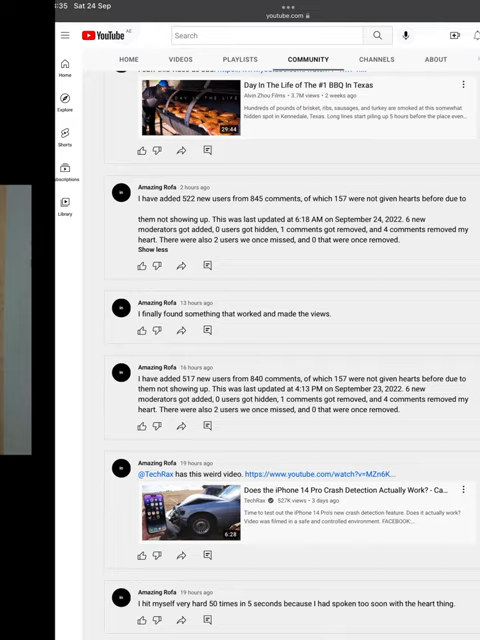 :35 Sat 24 Sep
youtube.com
YouTube AE
Search
HOME VIDEOS PLAYLISTS COMMUNITY CHANNELS ABOUT
Home
Explore
Shorts
bscriptions
Library
Day In The Life of The #1 BBQ In Texas
Alvin Zhou Films • 3.7M views • 2 weeks ago
Hundreds of pounds of brisket, ribs, sausages, and turkey are smoked at this somewhat
hidden spot in Kennedale, Texas. Long lines start piling up 5 hours before the place even...
29:44
Amazing Rofa 2 hours ago
I have added 522 new users from 845 comments, of which 157 were not given hearts before due to
them not showing up. This was last updated at 6:18 AM on September 24, 2022. 6 new
moderators got added, 0 users got hidden, 1 comments got removed, and 4 comments removed my
heart. There were also 2 users we once missed, and 0 that were once removed.
Show less
Amazing Rofa 13 hours ago
I finally found something that worked and made the views.
Amazing Rofa 16 hours ago
I have added 517 new users from 840 comments, of which 157 were not given hearts before due to
them not showing up. This was last updated at 4:13 PM on September 23, 2022. 6 new
moderators got added, 0 users got hidden, 1 comments got removed, and 4 comments removed my
heart. There were also 2 users we once missed, and 0 that were once removed.
Amazing Rofa 19 hours ago
@TechRax has this weird video. https://www.youtube.com/watch?v=MZn6K...
Does the iPhone 14 Pro Crash Detection Actually Work? - Ca...
TechRax • 527K views • 3 days ago
Time to test out the iPhone 14 Pro's new crash detection feature. Does it actually work?
Video was filmed in a safe and controlled environment. FACEBOOK...
6:28
Amazing Rofa 19 hours ago
I hit myself very hard 50 times in 5 seconds because I had spoken too soon with the heart thing.